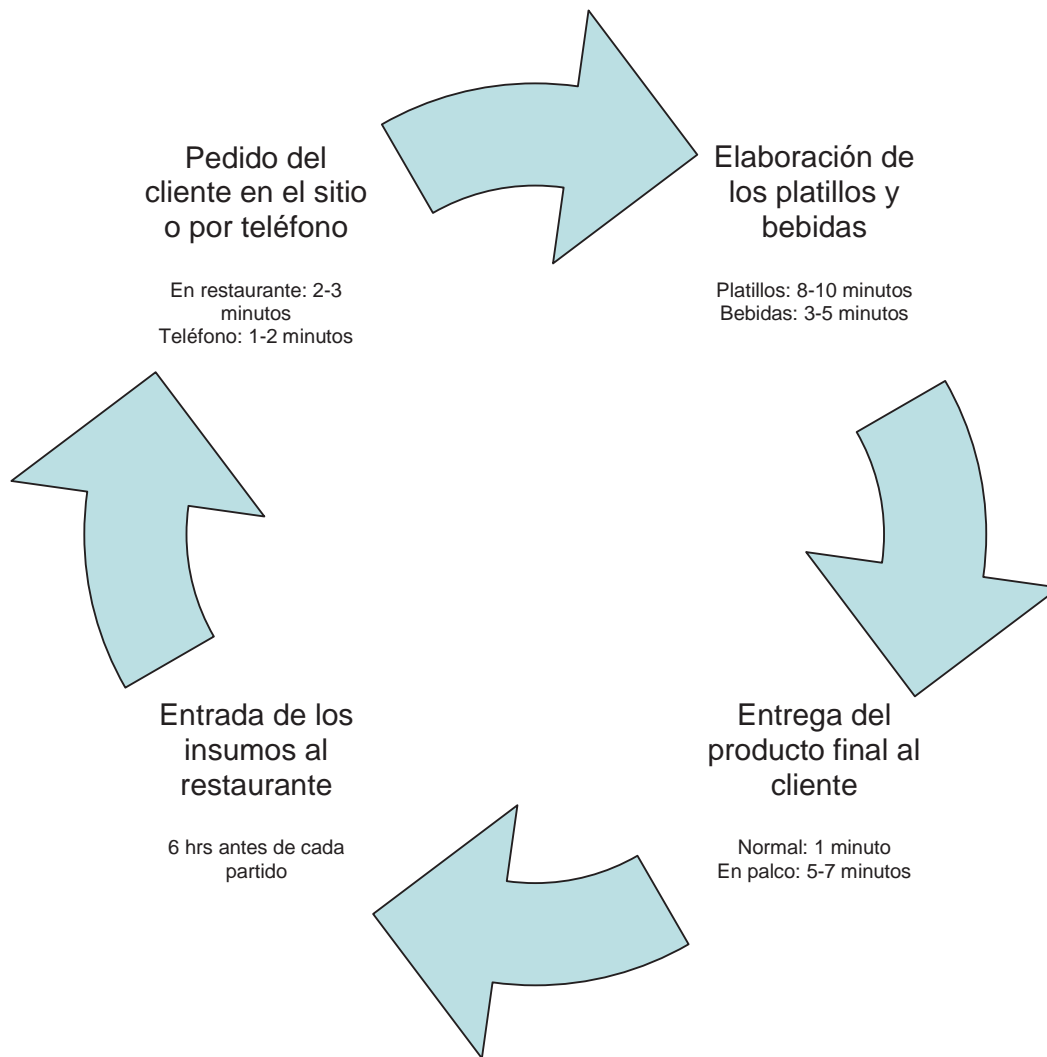 Pedido del
cliente en el sitio
o por teléfono
En restaurante: 2-3
minutos
Teléfono: 1-2 minutos
Elaboración de
los platillos y
bebidas
Platillos: 8-10 minutos
Bebidas: 3-5 minutos
Entrada de los
insumos al
restaurante
6 hrs antes de cada
partido
Entrega del
producto final al
cliente
Normal: 1 minuto
En palco: 5-7 minutos